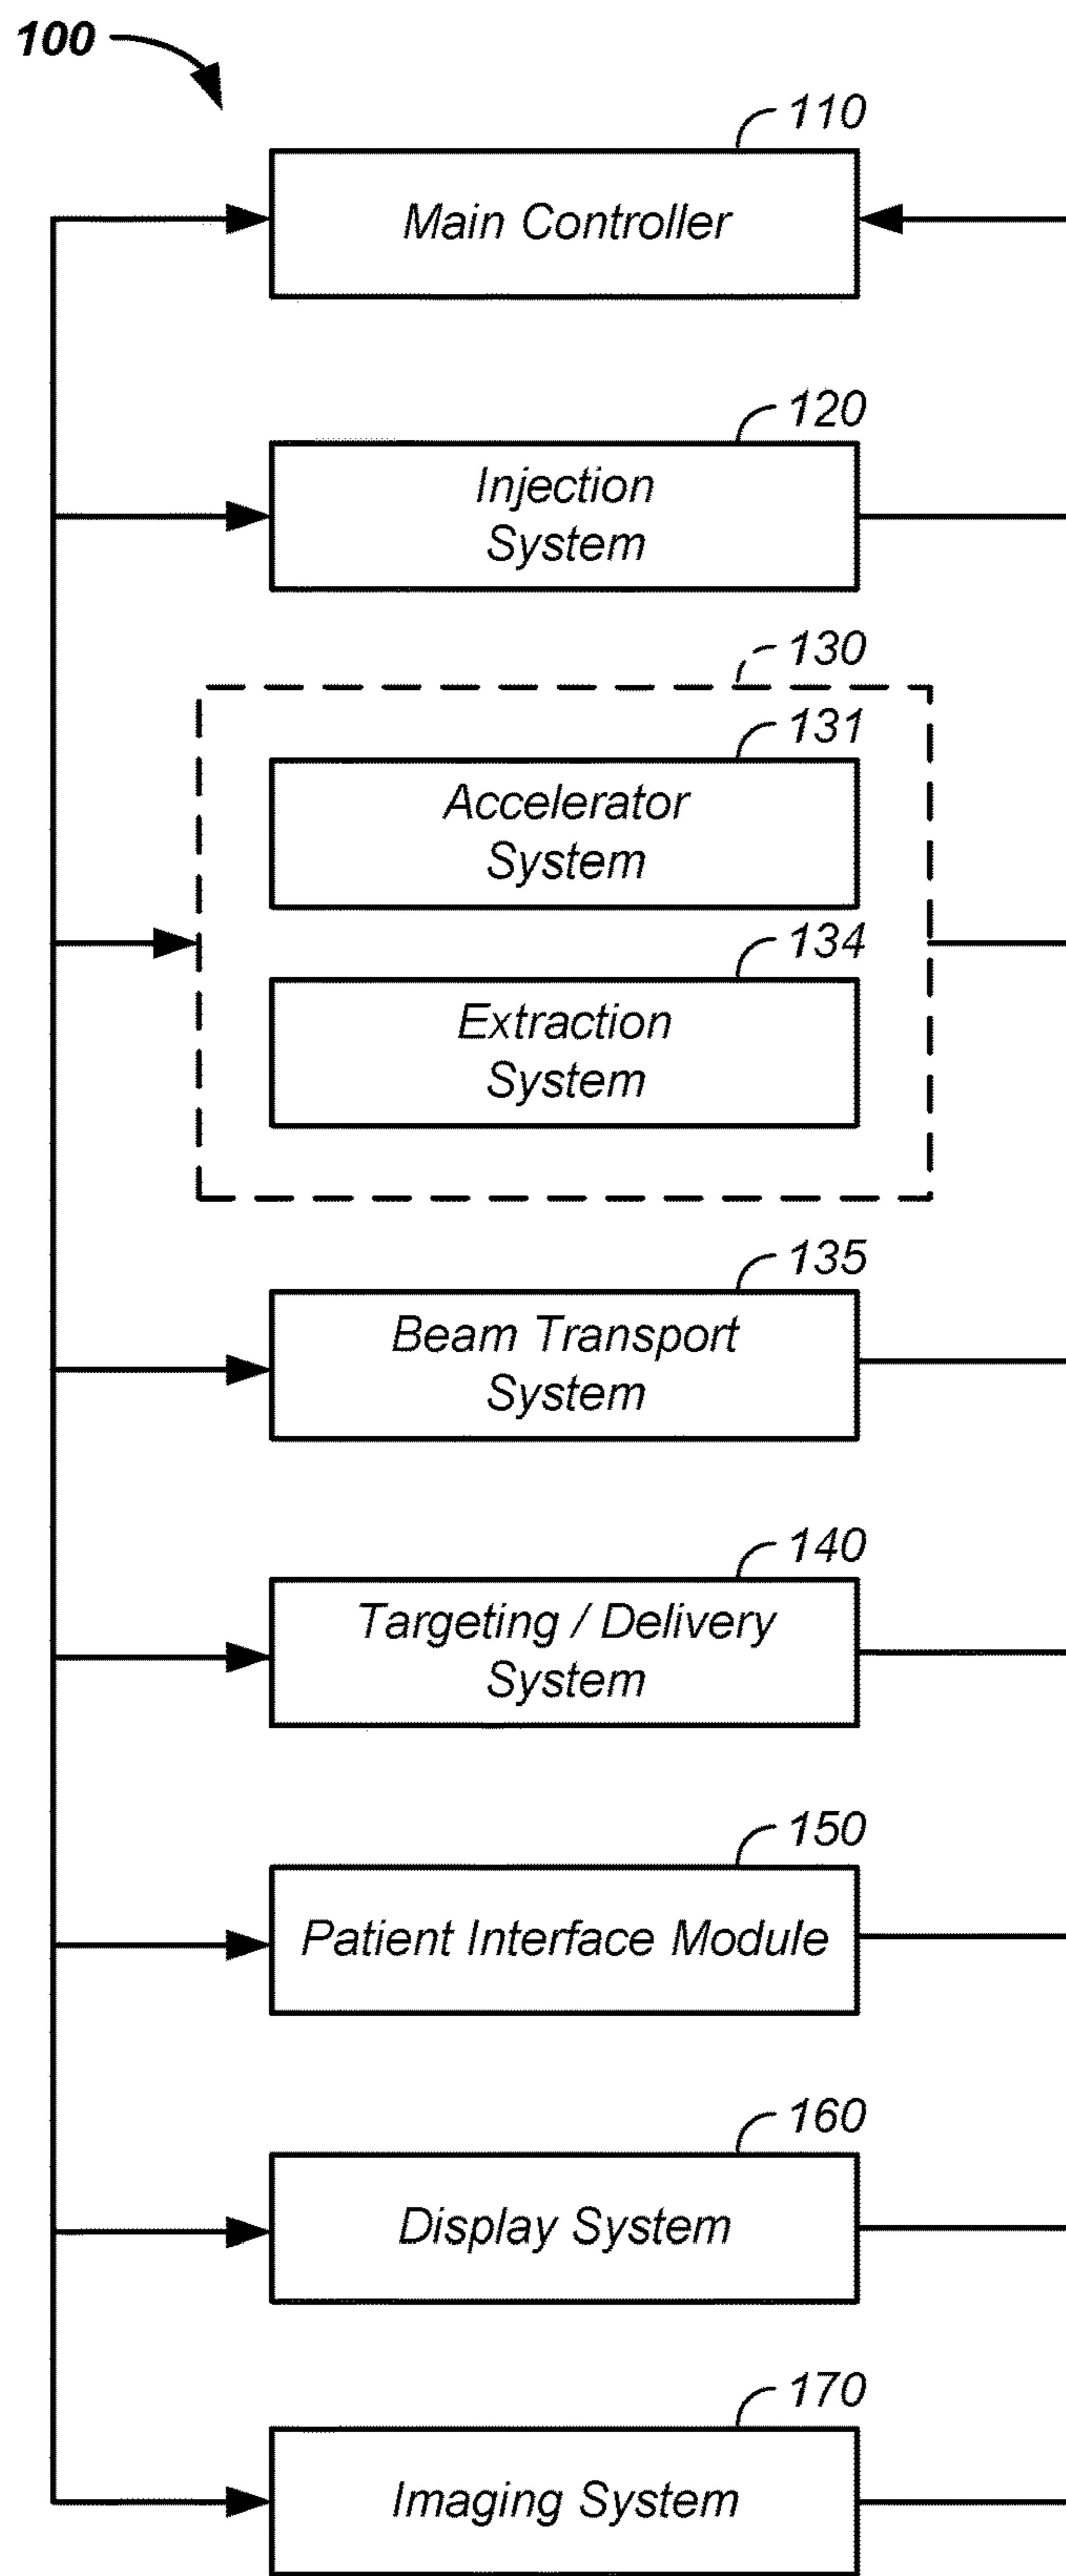 100
110
Main Controller
120
Injection
System
130
131
Accelerator
System
134
Extraction
System
135
Beam Transport
System
140
Targeting / Delivery
System
150
Patient Interface Module
160
Display System
170
Imaging System